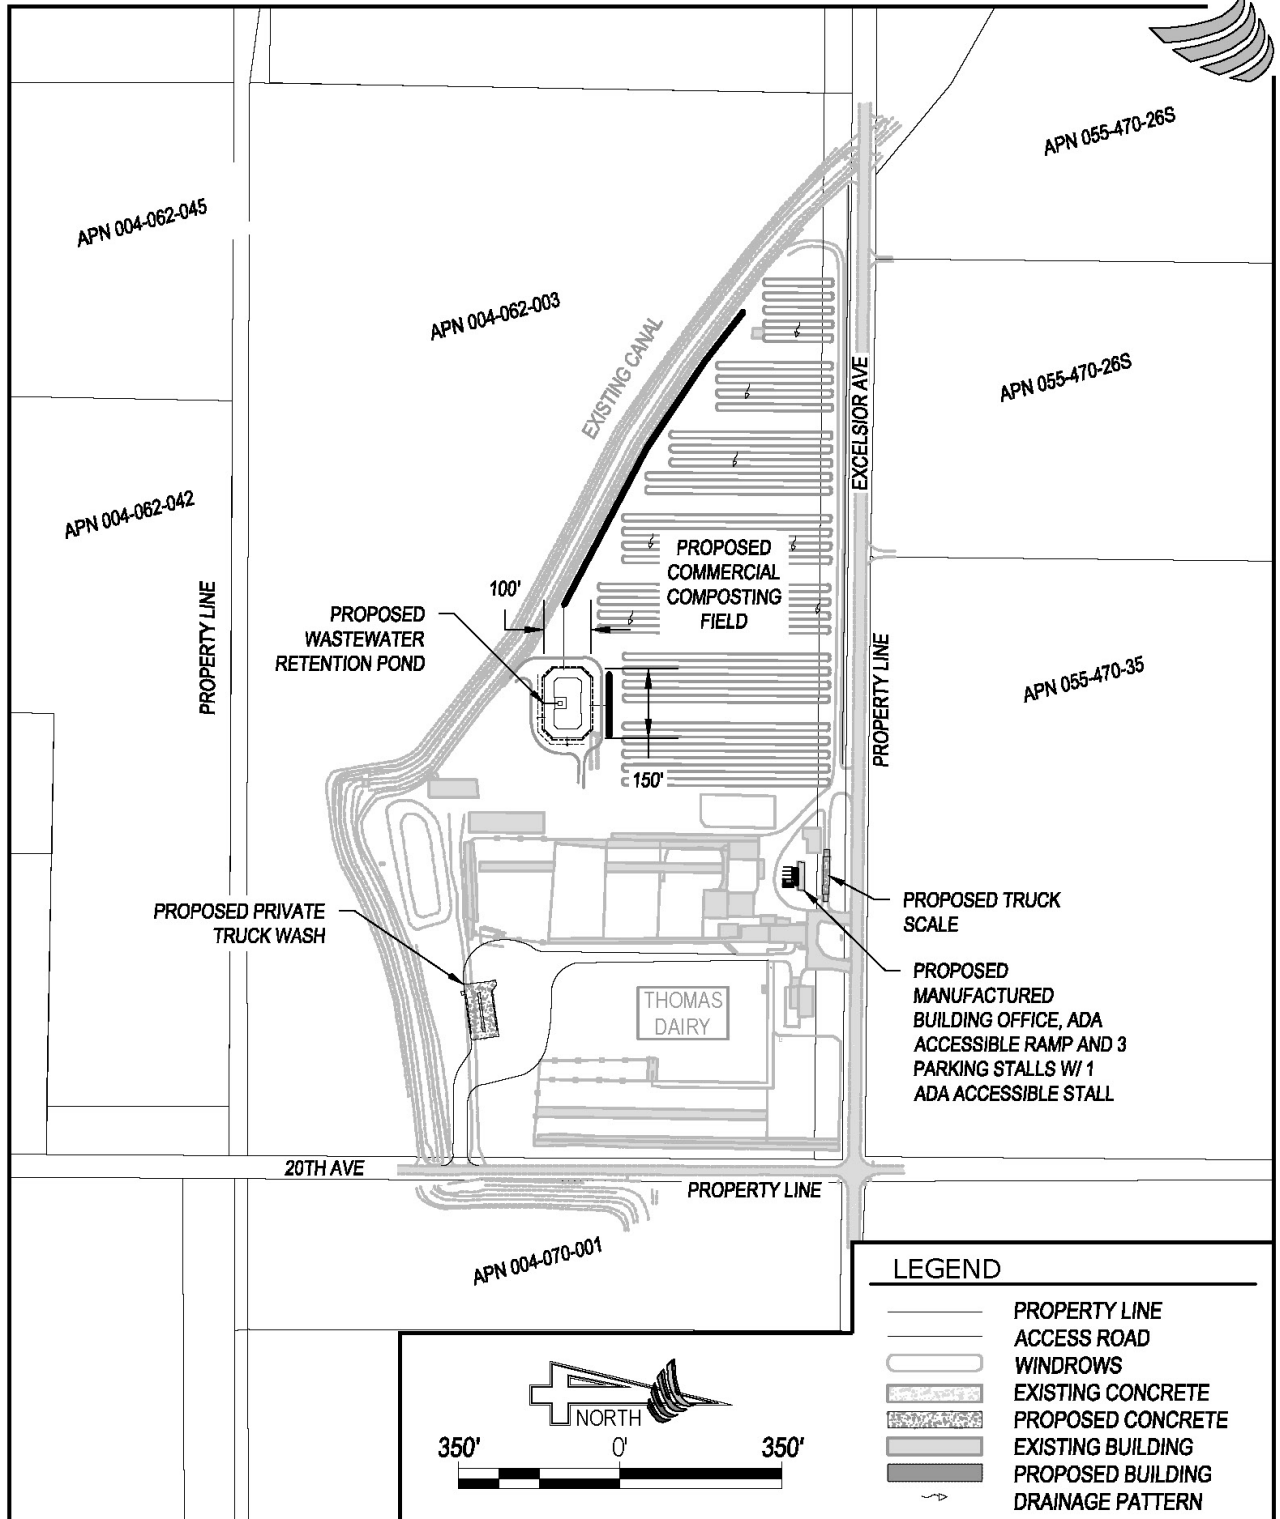 APN 055-470-26S
APN 004-062-045
APN 004-062-003
EXISTING CANAL
EXCELSIOR AVE
APN 055-470-26S
APN 004-062-042
PROPOSED
COMMERCIAL
COMPOSTING
FIELD
100'
PROPOSED
WASTEWATER
RETENTION POND
PROPERTY LINE
PROPERTY LINE
APN 055-470-35
150'
PROPOSED PRIVATE
TRUCK WASH
PROPOSED TRUCK
SCALE
PROPOSED
MANUFACTURED
BUILDING OFFICE, ADA
ACCESSIBLE RAMP AND 3
PARKING STALLS W/ 1
ADA ACCESSIBLE STALL
THOMAS
DAIRY
20TH AVE
PROPERTY LINE
APN 004-070-001
LEGEND
PROPERTY LINE
ACCESS ROAD
WINDROWS
EXISTING CONCRETE
PROPOSED CONCRETE
EXISTING BUILDING
PROPOSED BUILDING
DRAINAGE PATTERN
NORTH
350' 0' 350'